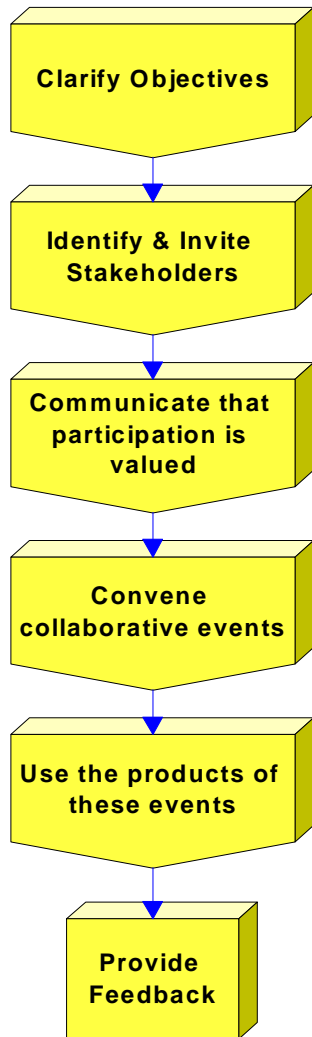 Clarify Objectives
Identify & Invite
Stakeholders
Communicate that
participation is
valued
Convene
collaborative events
Use the products of
these events
Provide
Feedback